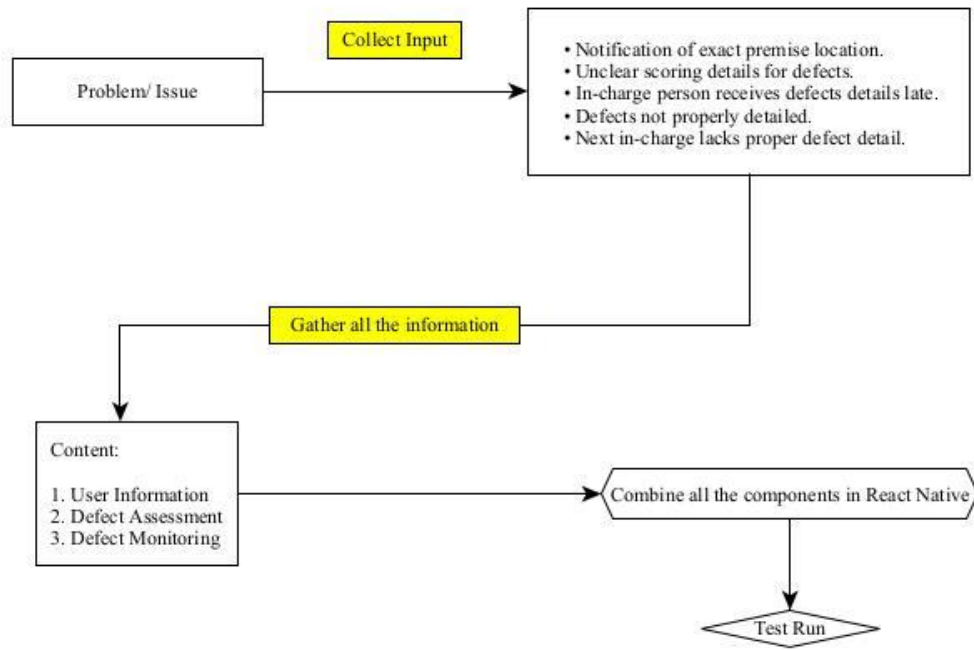 Collect Input
Problem/ Issue
• Notification of exact premise location.
• Unclear scoring details for defects.
• In-charge person receives defects details late.
• Defects not properly detailed.
• Next in-charge lacks proper defect detail.
Gather all the information
Content:
1. User Information
2. Defect Assessment
3. Defect Monitoring
Combine all the components in React Native
Test Run